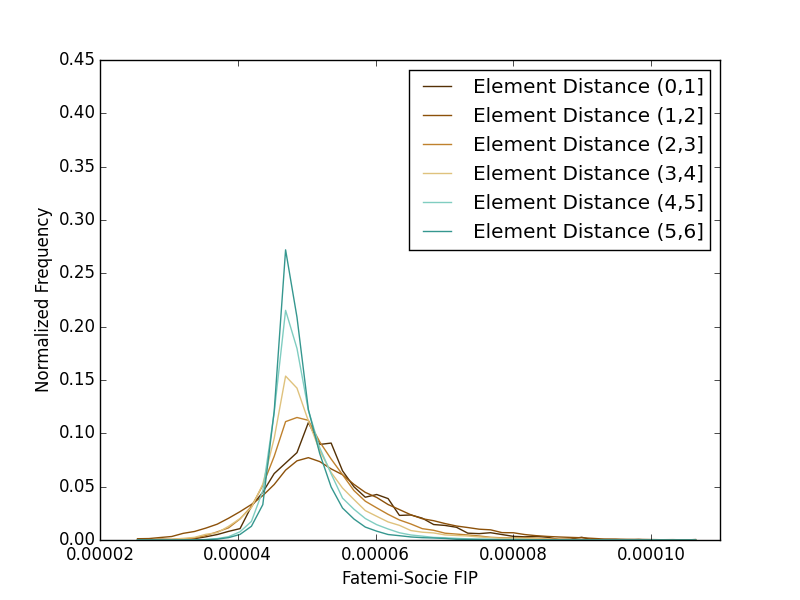 0.45
0.40
0.35
0.30
0.25
0.20
0.15
0.10
0.05
0.00
Normalized Frequency
Element Distance (0,1]
Element Distance (1,2]
Element Distance (2,3]
Element Distance (3,4]
Element Distance (4,5]
Element Distance (5,6]
0.00002 0.00004 0.00006 0.00008 0.00010
Fatemi-Socie FIP